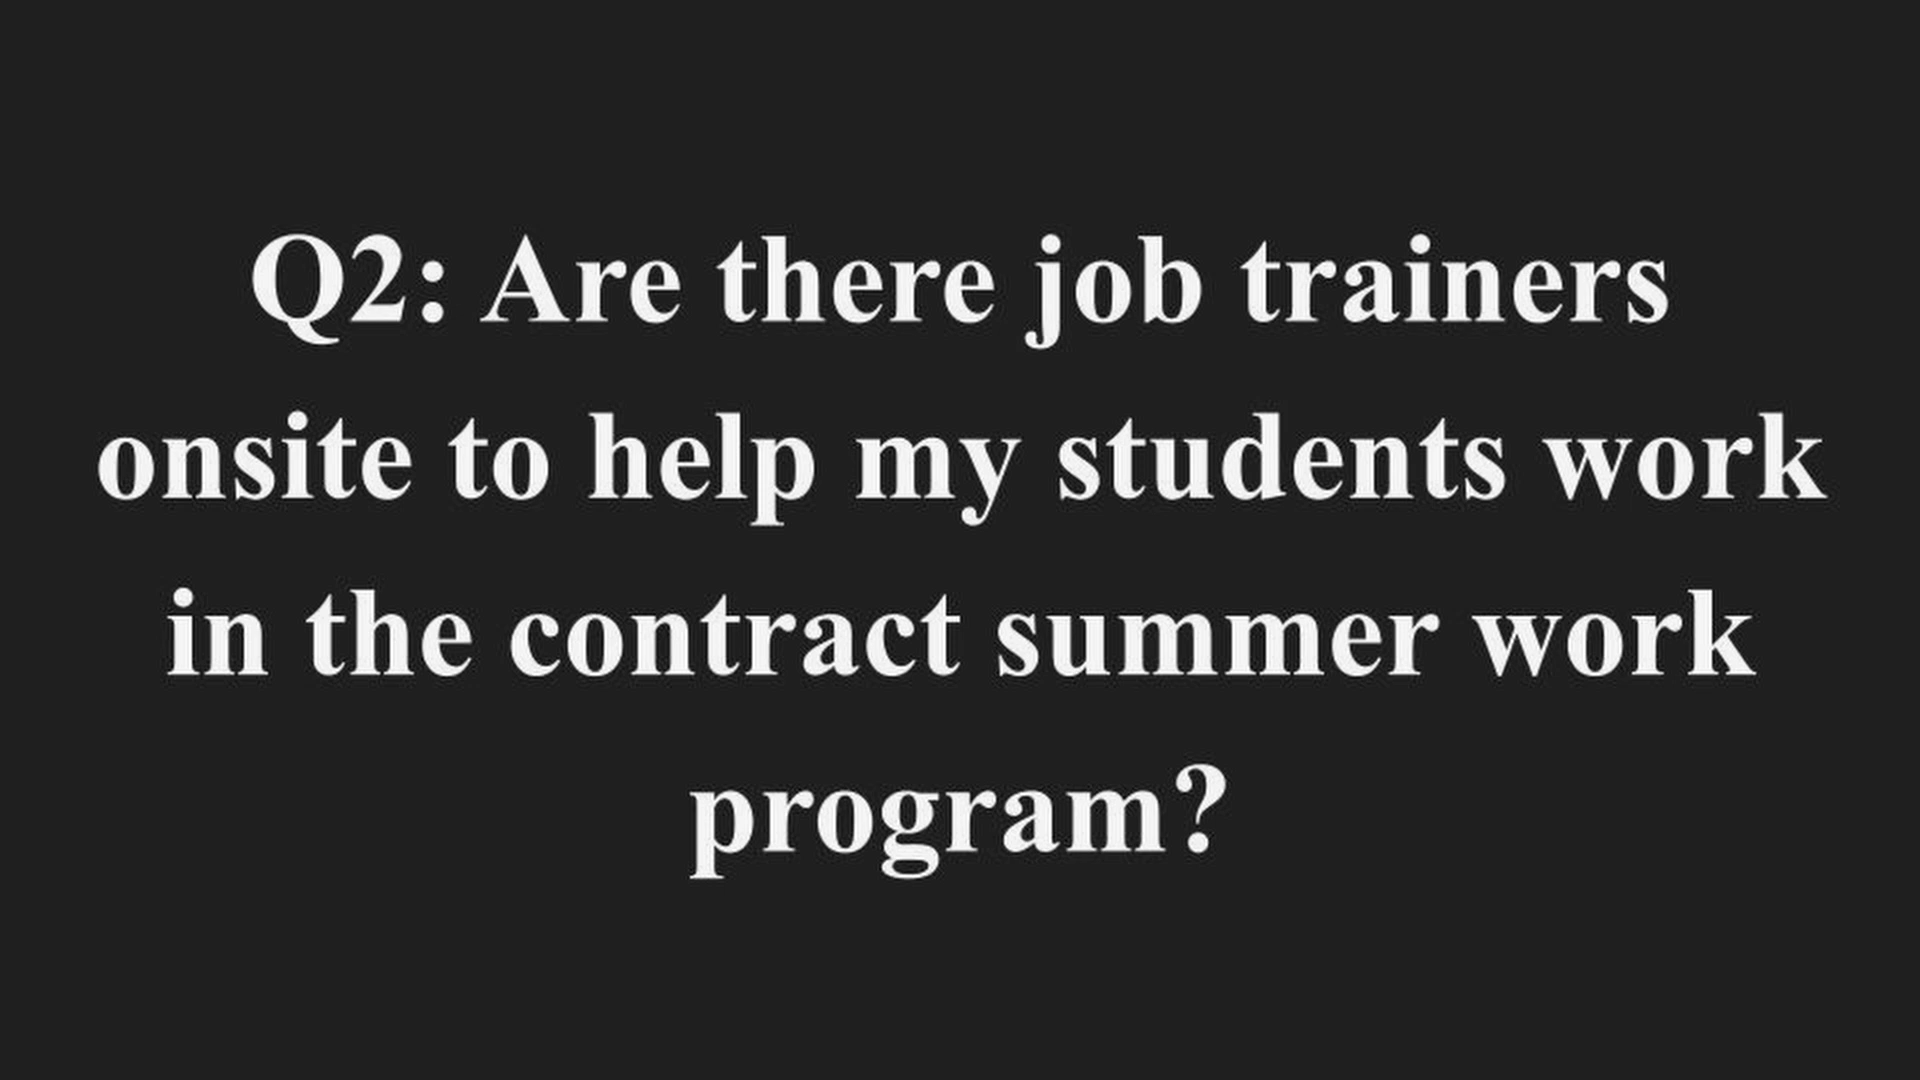 Q2: Are there job trainers
onsite to help my students work
in the contract summer work
program?